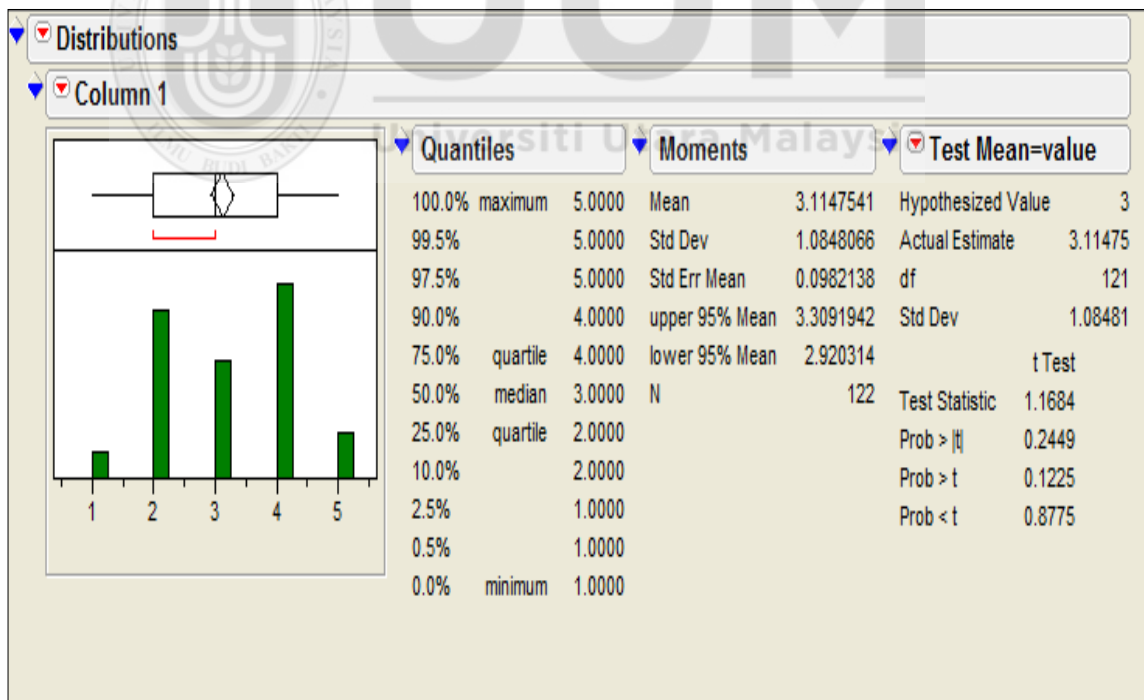 Distributions
Column 1
Quantiles
100.0% maximum 5.0000
99.5% 5.0000
97.5% 5.0000
90.0% 4.0000
75.0% quartile 4.0000
50.0% median 3.0000
25.0% quartile 2.0000
10.0% 2.0000
2.5% 1.0000
0.5% 1.0000
0.0% minimum 1.0000
Moments
Mean 3.1147541
Std Dev 1.0848066
Std Err Mean 0.0982138
upper 95% Mean 3.3091942
lower 95% Mean 2.920314
N 122
Test Mean=value
Hypothesized Value 3
Actual Estimate 3.11475
df 121
Std Dev 1.08481
t Test
Test Statistic 1.1684
Prob > |t| 0.2449
Prob > t 0.1225
Prob < t 0.8775
1 2 3 4 5
UUM
Universiti Utara Malaysi
ILMU BUDI BAKTI